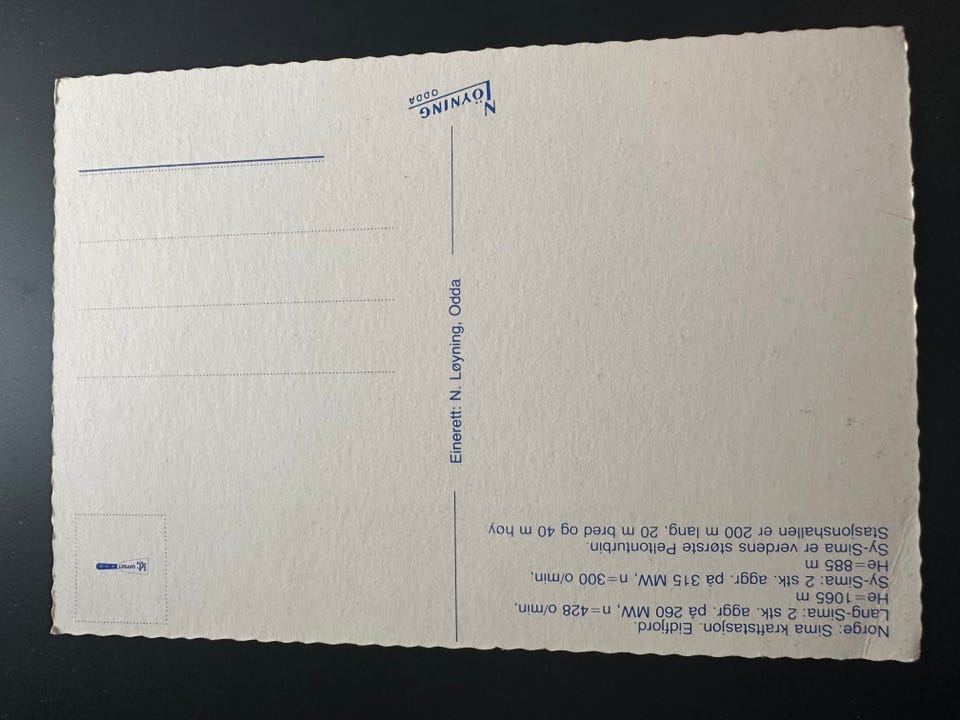 Norge: Sima kraftstasjon. Eidfjord.
Lang-Sima: 2 stk. aggr. på 260 MW, n=428 o/min,
He=1065 m
Sy-Sima: 2 stk. aggr. på 315 MW, n=300 o/min,
He=885 m
Sy-Sima er verdens største Peltonturbin.
Stasjonshallen er 200 m lang. 20 m bred og 40 m høy
Einerett: N. Løyning, Odda
N. LØYNING
ODDA
OFFSET